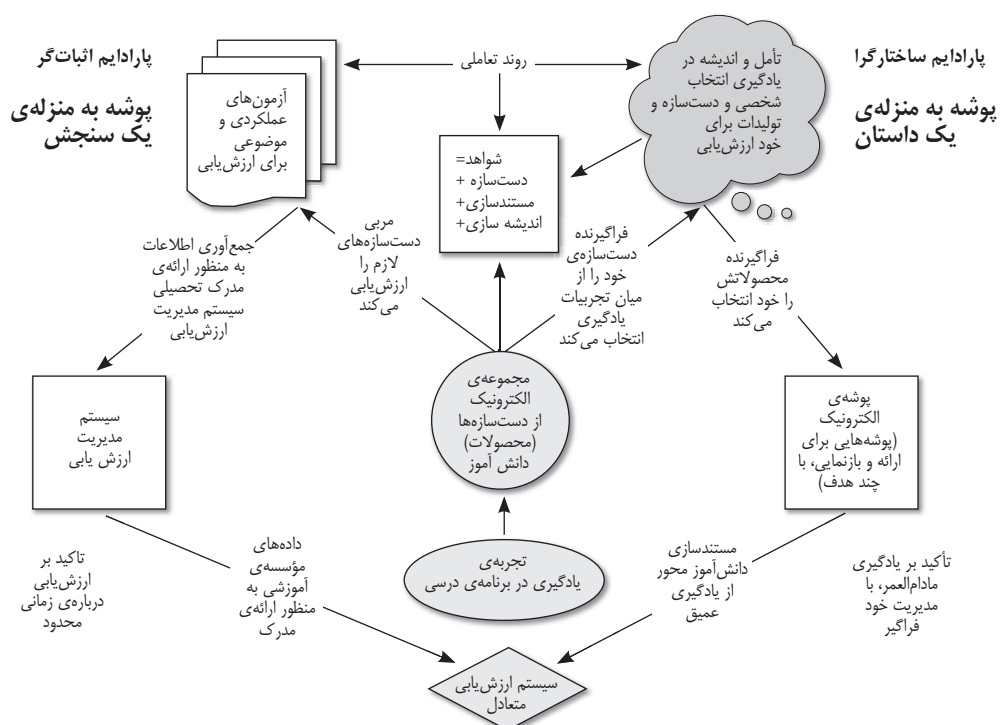 پارادایم ساختارگرا
پوشه به منزله‌ی
یک داستان
تأمل و اندیشه در
یادگیری انتخاب
شخصی و دست‌سازه و
تولیدات برای
خود ارزش‌یابی
روند تعاملی
پارادایم اثبات‌گر
پوشه به منزله‌ی
یک سنجش
آزمون‌های
عملکردی و
موضوعی
برای ارزش‌یابی
شواهد=
دست‌سازه +
مستندسازی+
اندیشه سازی+
فراگیرنده
محصولاتش
را خود انتخاب
می‌کند
فراگیرنده
دست‌سازه‌ی
خود را از
میان تجربیات
یادگیری
انتخاب می‌کند
مربی
دست‌سازه‌های
لازم را
ارزش‌یابی
می‌کند
جمع‌آوری اطلاعات
به منظور ارائه‌ی
مدرک تحصیلی
سیستم مدیریت
ارزش‌یابی
پوشه‌ی
الکترونیک
(پوشه‌هایی برای
ارائه و بازنمایی، با
چند هدف)
مجموعه‌ی
الکترونیک
از دست‌سازه‌ها
(محصولات)
دانش آموز
سیستم
مدیریت
ارزش یابی
تأکید بر یادگیری
مادام‌العمر، با
مدیریت خود
فراگیر
مستندسازی
دانش‌آموز محور
از یادگیری
عمیق
تجربه‌ی
یادگیری در برنامه‌ی درسی
داده‌های
مؤسسه‌ی
آموزشی به
منظور ارائه‌ی
مدرک
تاکید بر
ارزش‌یابی
درباره‌ی زمانی
محدود
سیستم ارزش‌یابی
متعادل